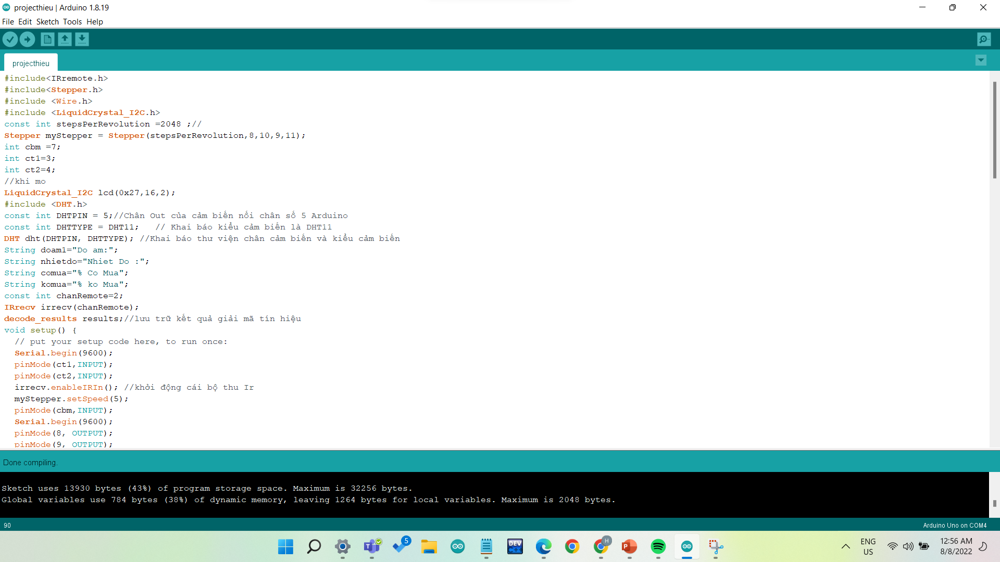 projecthieu | Arduino 1.8.19
File Edit Sketch Tools Help
projecthieu
#include<IRremote.h>
#include<Stepper.h>
#include <Wire.h>
#include <LiquidCrystal_I2C.h>
const int stepsPerRevolution =2048 ;//
Stepper myStepper = Stepper(stepsPerRevolution,8,10,9,11);
int cbm =7;
int ct1=3;
int ct2=4;
//khi mo
LiquidCrystal_I2C lcd(0x27,16,2);
#include <DHT.h>
const int DHTPIN = 5;//Chân Out của cảm biến nối chân số 5 Arduino
const int DHTTYPE = DHT11;   // Khai báo kiểu cảm biến là DHT11
DHT dht(DHTPIN, DHTTYPE); //Khai báo thư viện chân cảm biến và kiểu cảm biến
String doam1="Do am:";
String nhietdo="Nhiet Do :";
String comua="% Co Mua";
String komua="% ko Mua";
const int chanRemote=2;
IRrecv irrecv(chanRemote);
decode_results results;//lưu trữ kết quả giải mã tín hiệu
void setup() {
  // put your setup code here, to run once:
  Serial.begin(9600);
  pinMode(ct1,INPUT);
  pinMode(ct2,INPUT);
  irrecv.enableIRIn(); //khởi động cái bộ thu Ir
  myStepper.setSpeed(5);
  pinMode(cbm,INPUT);
  Serial.begin(9600);
  pinMode(8, OUTPUT);
  pinMode(9, OUTPUT);
Done compiling.
Sketch uses 13930 bytes (43%) of program storage space. Maximum is 32256 bytes.
Global variables use 784 bytes (38%) of dynamic memory, leaving 1264 bytes for local variables. Maximum is 2048 bytes.
90
Arduino Uno on COM4
5
DEV C++
H
P
ENG
US
12:56 AM
8/8/2022